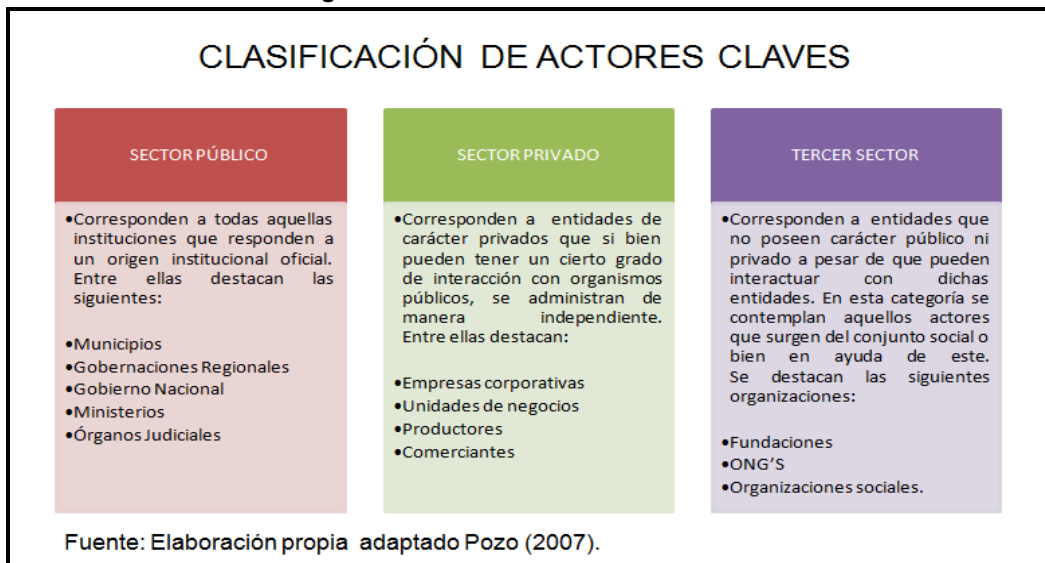 CLASIFICACIÓN DE ACTORES CLAVES
SECTOR PÚBLICO
•Corresponden a todas aquellas
instituciones que responden a
un origen institucional oficial.
Entre ellas destacan las
siguientes:
•Municipios
•Gobernaciones Regionales
•Gobierno Nacional
•Ministerios
•Órganos Judiciales
SECTOR PRIVADO
•Corresponden a entidades de
carácter privados que si bien
pueden tener un cierto grado
de interacción con organismos
públicos, se administran de
manera independiente.
Entre ellas destacan:
•Empresas corporativas
•Unidades de negocios
•Productores
•Comerciantes
TERCER SECTOR
•Corresponden a entidades que
no poseen carácter público ni
privado a pesar de que pueden
interactuar con dichas
entidades. En esta categoría se
contemplan aquellos actores
que surgen del conjunto social o
bien en ayuda de este.
Se destacan las siguientes
organizaciones:
•Fundaciones
•ONG'S
•Organizaciones sociales.
Fuente: Elaboración propia adaptado Pozo (2007).